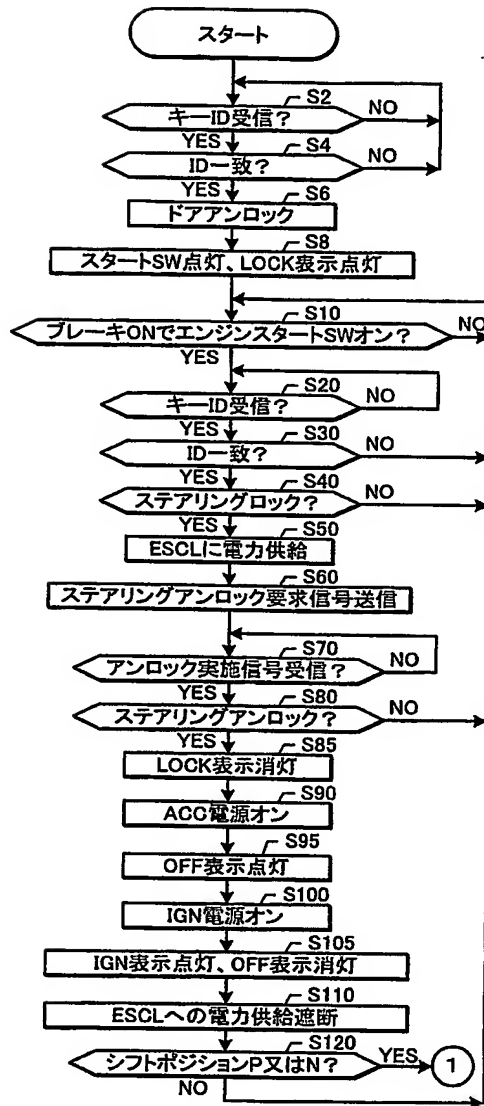 スタート
S2
キーID受信?
NO
YES
S4
ID一致?
NO
YES
S6
ドアアンロック
S8
スタートSW点灯、LOCK表示点灯
S10
ブレーキONでエンジンスタートSWオン?
NO
YES
S20
キーID受信?
NO
YES
S30
ID一致?
NO
YES
S40
ステアリングロック?
NO
YES
S50
ESCLに電力供給
S60
ステアリングアンロック要求信号送信
S70
アンロック実施信号受信?
NO
YES
S80
ステアリングアンロック?
NO
YES
S85
LOCK表示消灯
S90
ACC電源オン
S95
OFF表示点灯
S100
IGN電源オン
S105
IGN表示点灯、OFF表示消灯
S110
ESCLへの電力供給遮断
S120
シフトポジションP又はN?
YES
1
NO